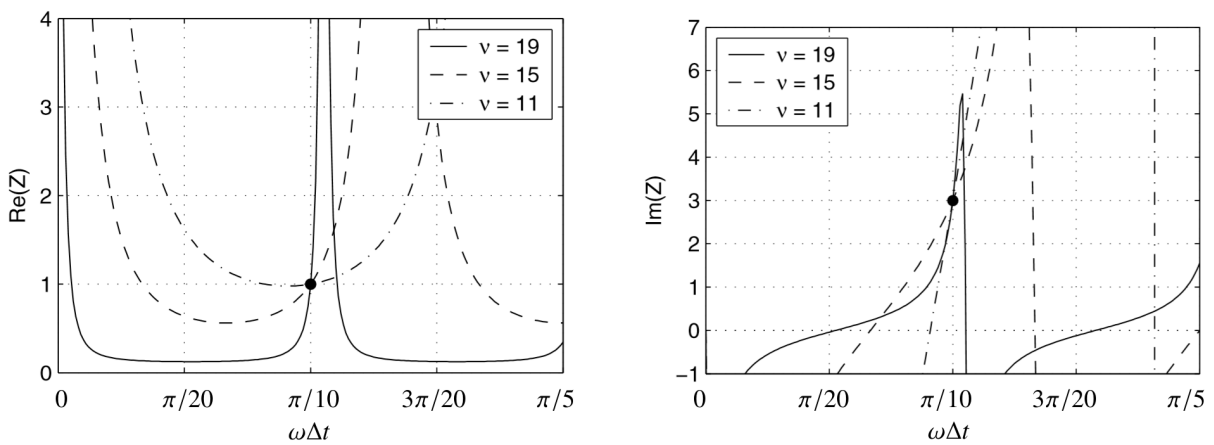 4
3
2
1
0
Re(Z)
ν = 19
ν = 15
ν = 11
0
π/20
π/10
3π/20
π/5
ωΔt
7
6
5
4
3
2
1
0
−1
Im(Z)
ν = 19
ν = 15
ν = 11
0
π/20
π/10
3π/20
π/5
ωΔt